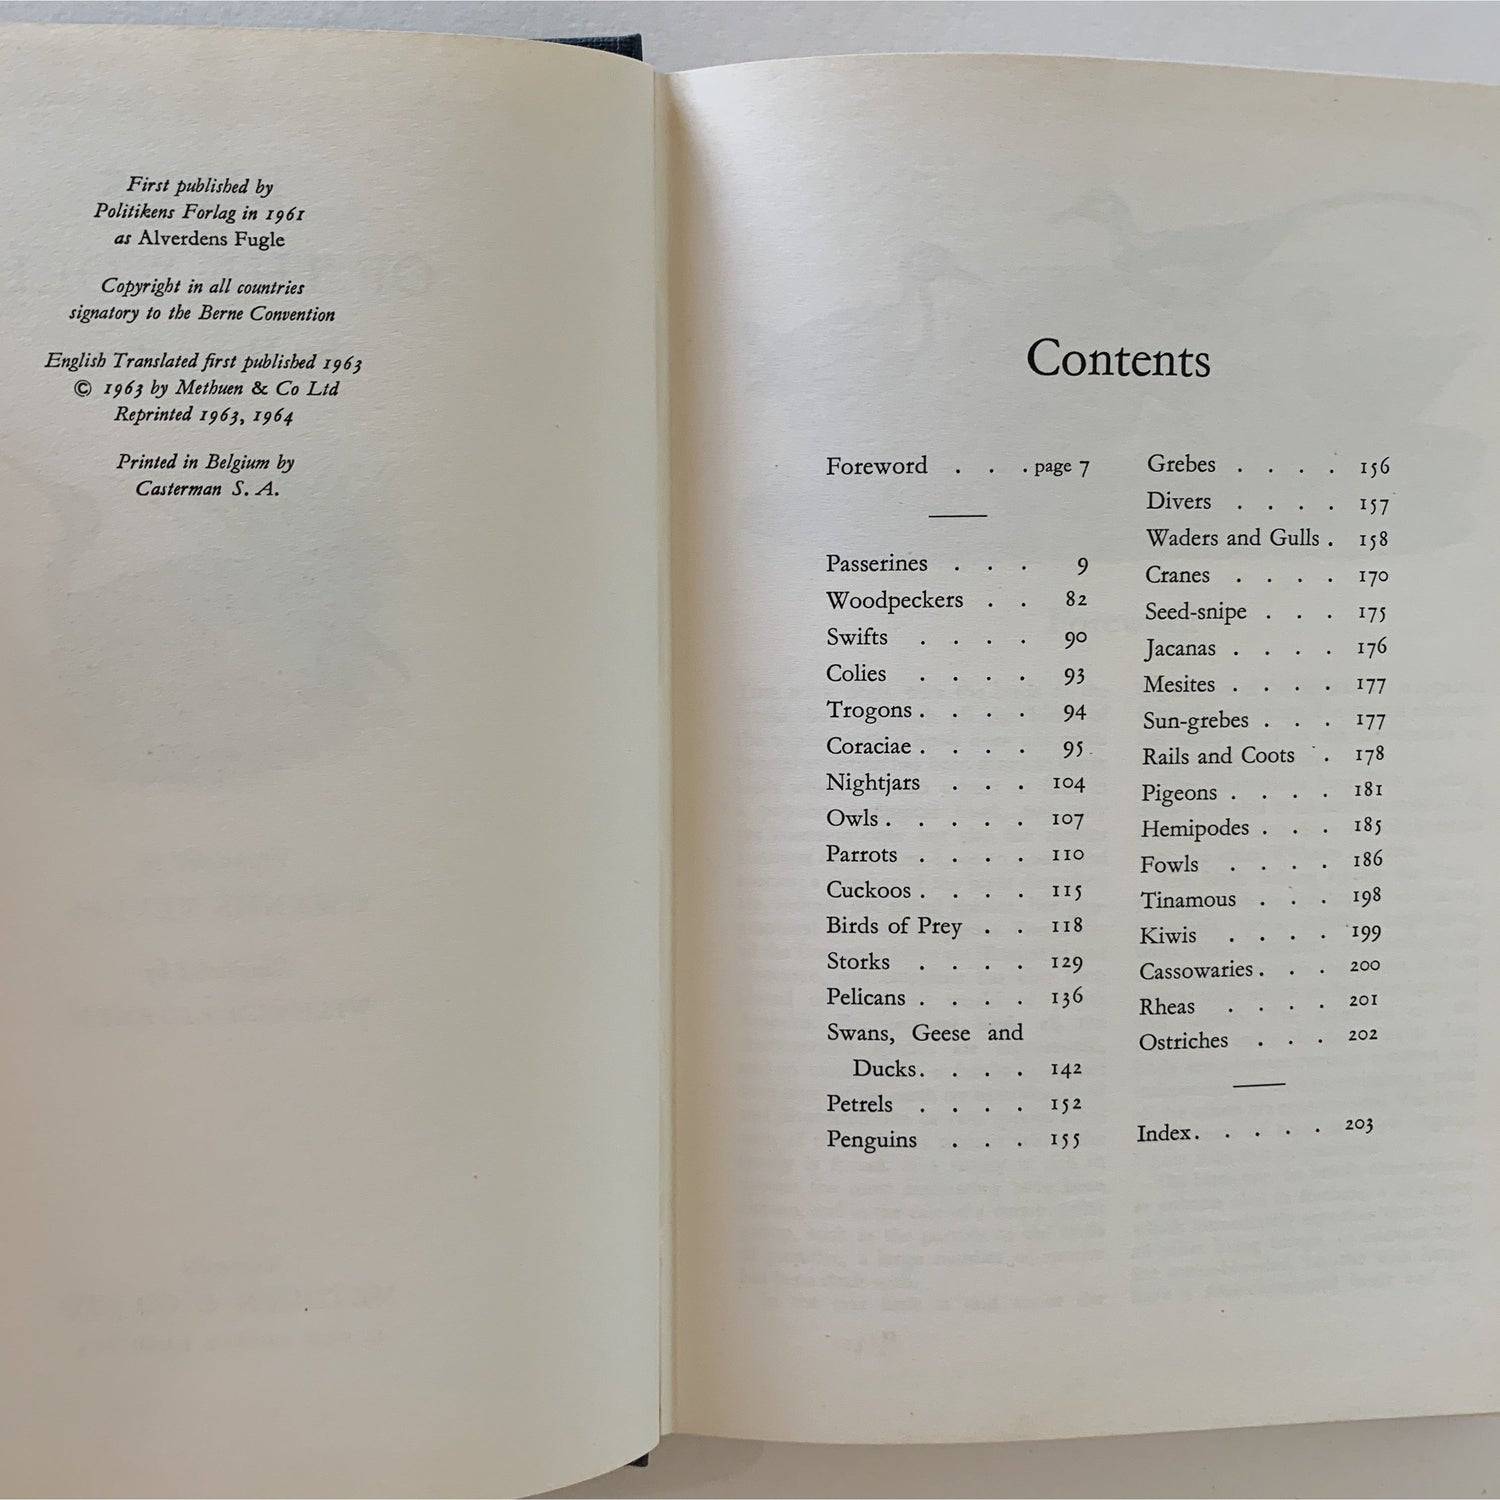 First published by
Politikens Forlag in 1961
as Alverdens Fugle
Copyright in all countries
signatory to the Berne Convention
English Translated first published 1963
© 1963 by Methuen & Co Ltd
Reprinted 1963, 1964
Printed in Belgium by
Casterman S. A.
Contents
Foreword . . . page 7
Passerines . . . 9
Woodpeckers . . 82
Swifts . . . . 90
Colies . . . . 93
Trogons . . . . 94
Coraciae . . . . 95
Nightjars . . . 104
Owls . . . . . 107
Parrots . . . . 110
Cuckoos . . . . 115
Birds of Prey . . 118
Storks . . . . 129
Pelicans . . . . 136
Swans, Geese and
Ducks . . . . 142
Petrels . . . . 152
Penguins . . . 155
Grebes . . . . 156
Divers . . . . 157
Waders and Gulls . 158
Cranes . . . . 170
Seed-snipe . . . 175
Jacanas . . . . 176
Mesites . . . . 177
Sun-grebes . . . 177
Rails and Coots . 178
Pigeons . . . . 181
Hemipodes . . . 185
Fowls . . . . 186
Tinamous . . . 198
Kiwis . . . . 199
Cassowaries . . . 200
Rheas . . . . 201
Ostriches . . . 202
Index . . . . . 203